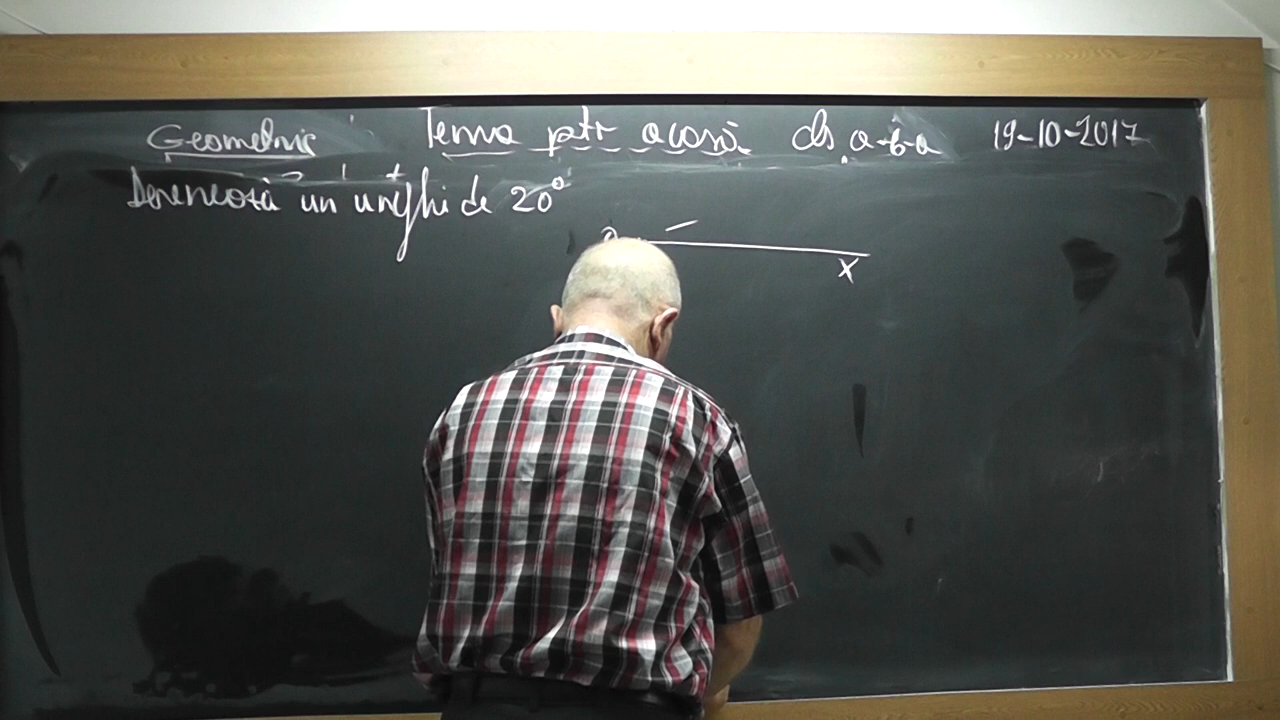 Geometrie Tema ptr acasă cls a-6-a 19-10-2017
Desenează un unghi de 20°
O
x